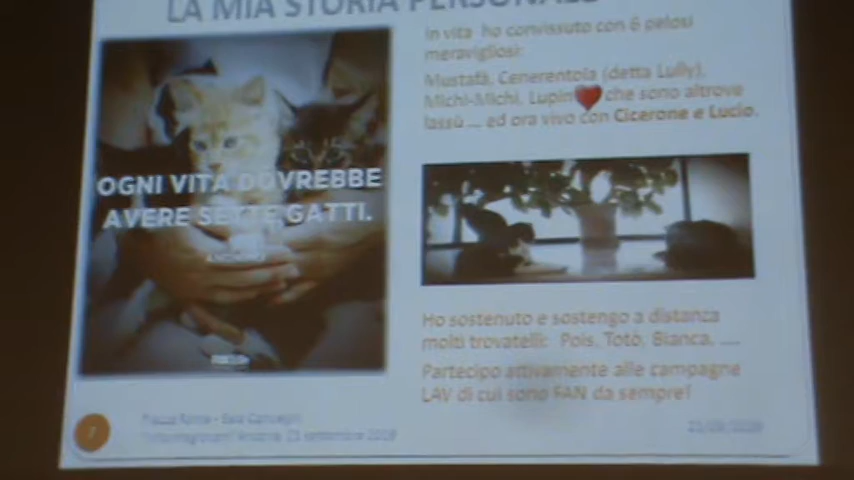 LA MIA STORIA PERSONALE
OGNI VITA DOVREBBE
AVERE SETTE GATTI.
In vita ho convissuto con 6 pelosi
meravigliosi:
Mustafà, Cenerentola (detta Lully),
Michi-Michi, Lupin che sono altrove
lassù ... ed ora vivo con Cicerone e Lucio.
Ho sostenuto e sostengo a distanza
molti trovatelli: Pois, Totò, Bianca, ....
Partecipo attivamente alle campagne
LAV di cui sono FAN da sempre!
7
settembre